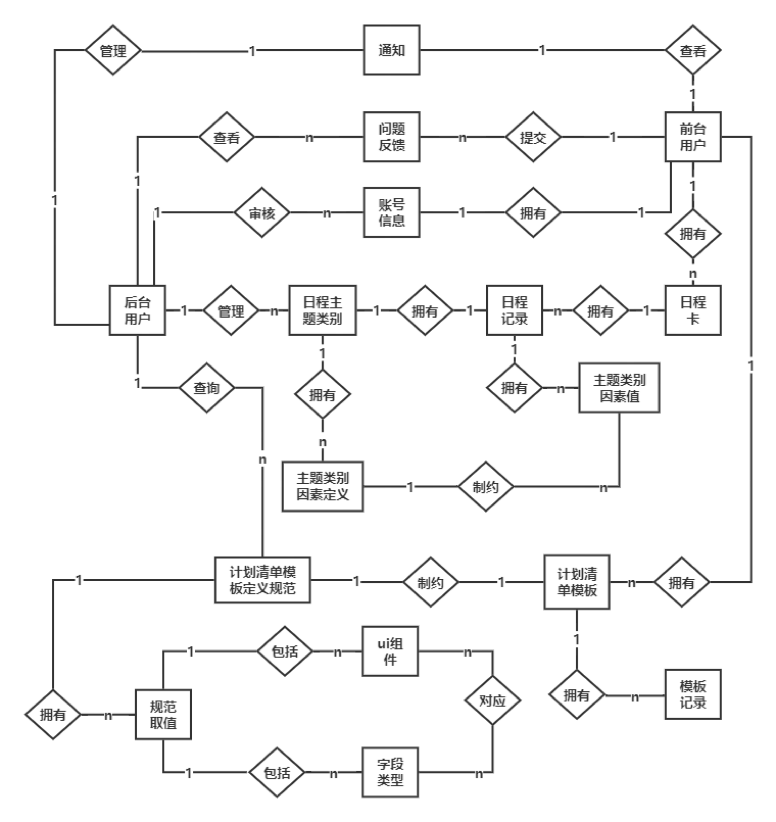 管理
1
通知
1
查看
1
查看
n
问题
反馈
n
提交
1
前台
用户
1
1
审核
n
账号
信息
1
拥有
1
1
拥有
n
1
后台
用户
1
管理
n
日程主
题类别
1
拥有
1
日程
记录
n
拥有
1
日程
卡
1
1
1
查询
拥有
拥有
n
主题类别
因素值
1
n
n
主题类别
因素定义
1
制约
n
计划清单模
板定义规范
1
1
制约
1
计划清
单模板
n
拥有
1
1
包括
n
ui组
件
n
拥有
n
模板
记录
拥有
n
规范
取值
对应
1
包括
n
字段
类型
n